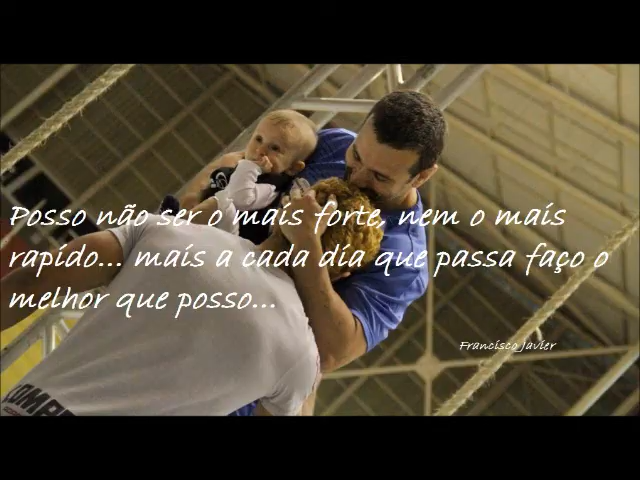 Posso não ser o mais forte, nem o mais
rapido... mais a cada dia que passa faço o
melhor que posso...
Francisco Javier
COMP